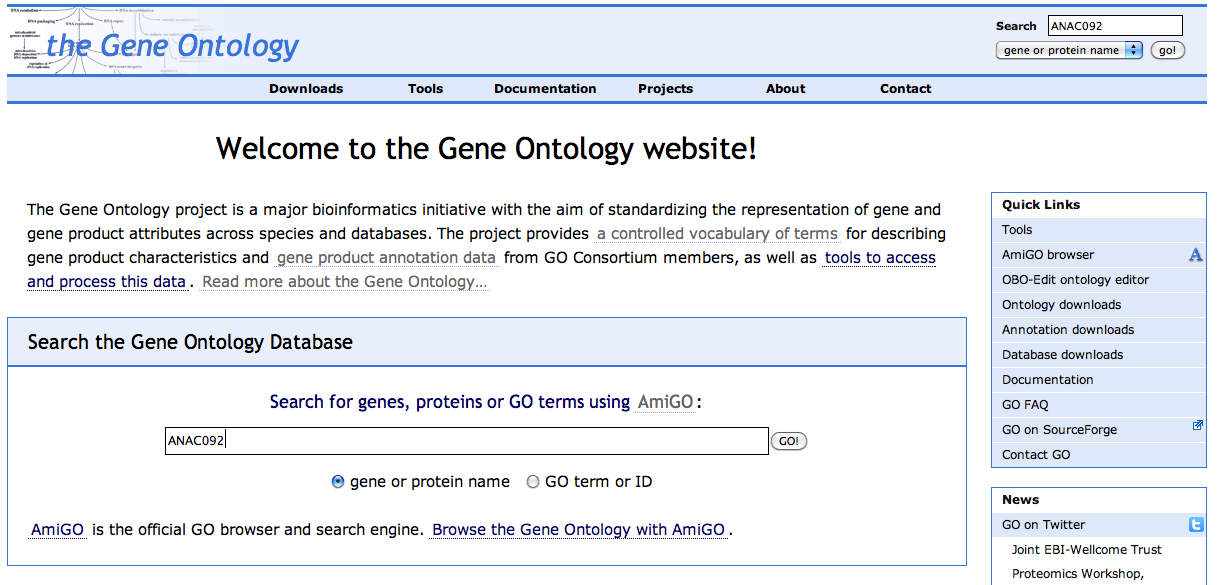 the Gene Ontology
Search ANAC092
gene or protein name go!
Downloads Tools Documentation Projects About Contact
Welcome to the Gene Ontology website!
The Gene Ontology project is a major bioinformatics initiative with the aim of standardizing the representation of gene and
gene product attributes across species and databases. The project provides a controlled vocabulary of terms for describing
gene product characteristics and gene product annotation data from GO Consortium members, as well as tools to access
and process this data. Read more about the Gene Ontology...
Search the Gene Ontology Database
Search for genes, proteins or GO terms using AmiGO:
ANAC092 GO!
gene or protein name GO term or ID
AmiGO is the official GO browser and search engine. Browse the Gene Ontology with AmiGO.
Quick Links
Tools
AmiGO browser A
OBO-Edit ontology editor
Ontology downloads
Annotation downloads
Database downloads
Documentation
GO FAQ
GO on SourceForge
Contact GO
News
GO on Twitter t
Joint EBI-Wellcome Trust
Proteomics Workshop,